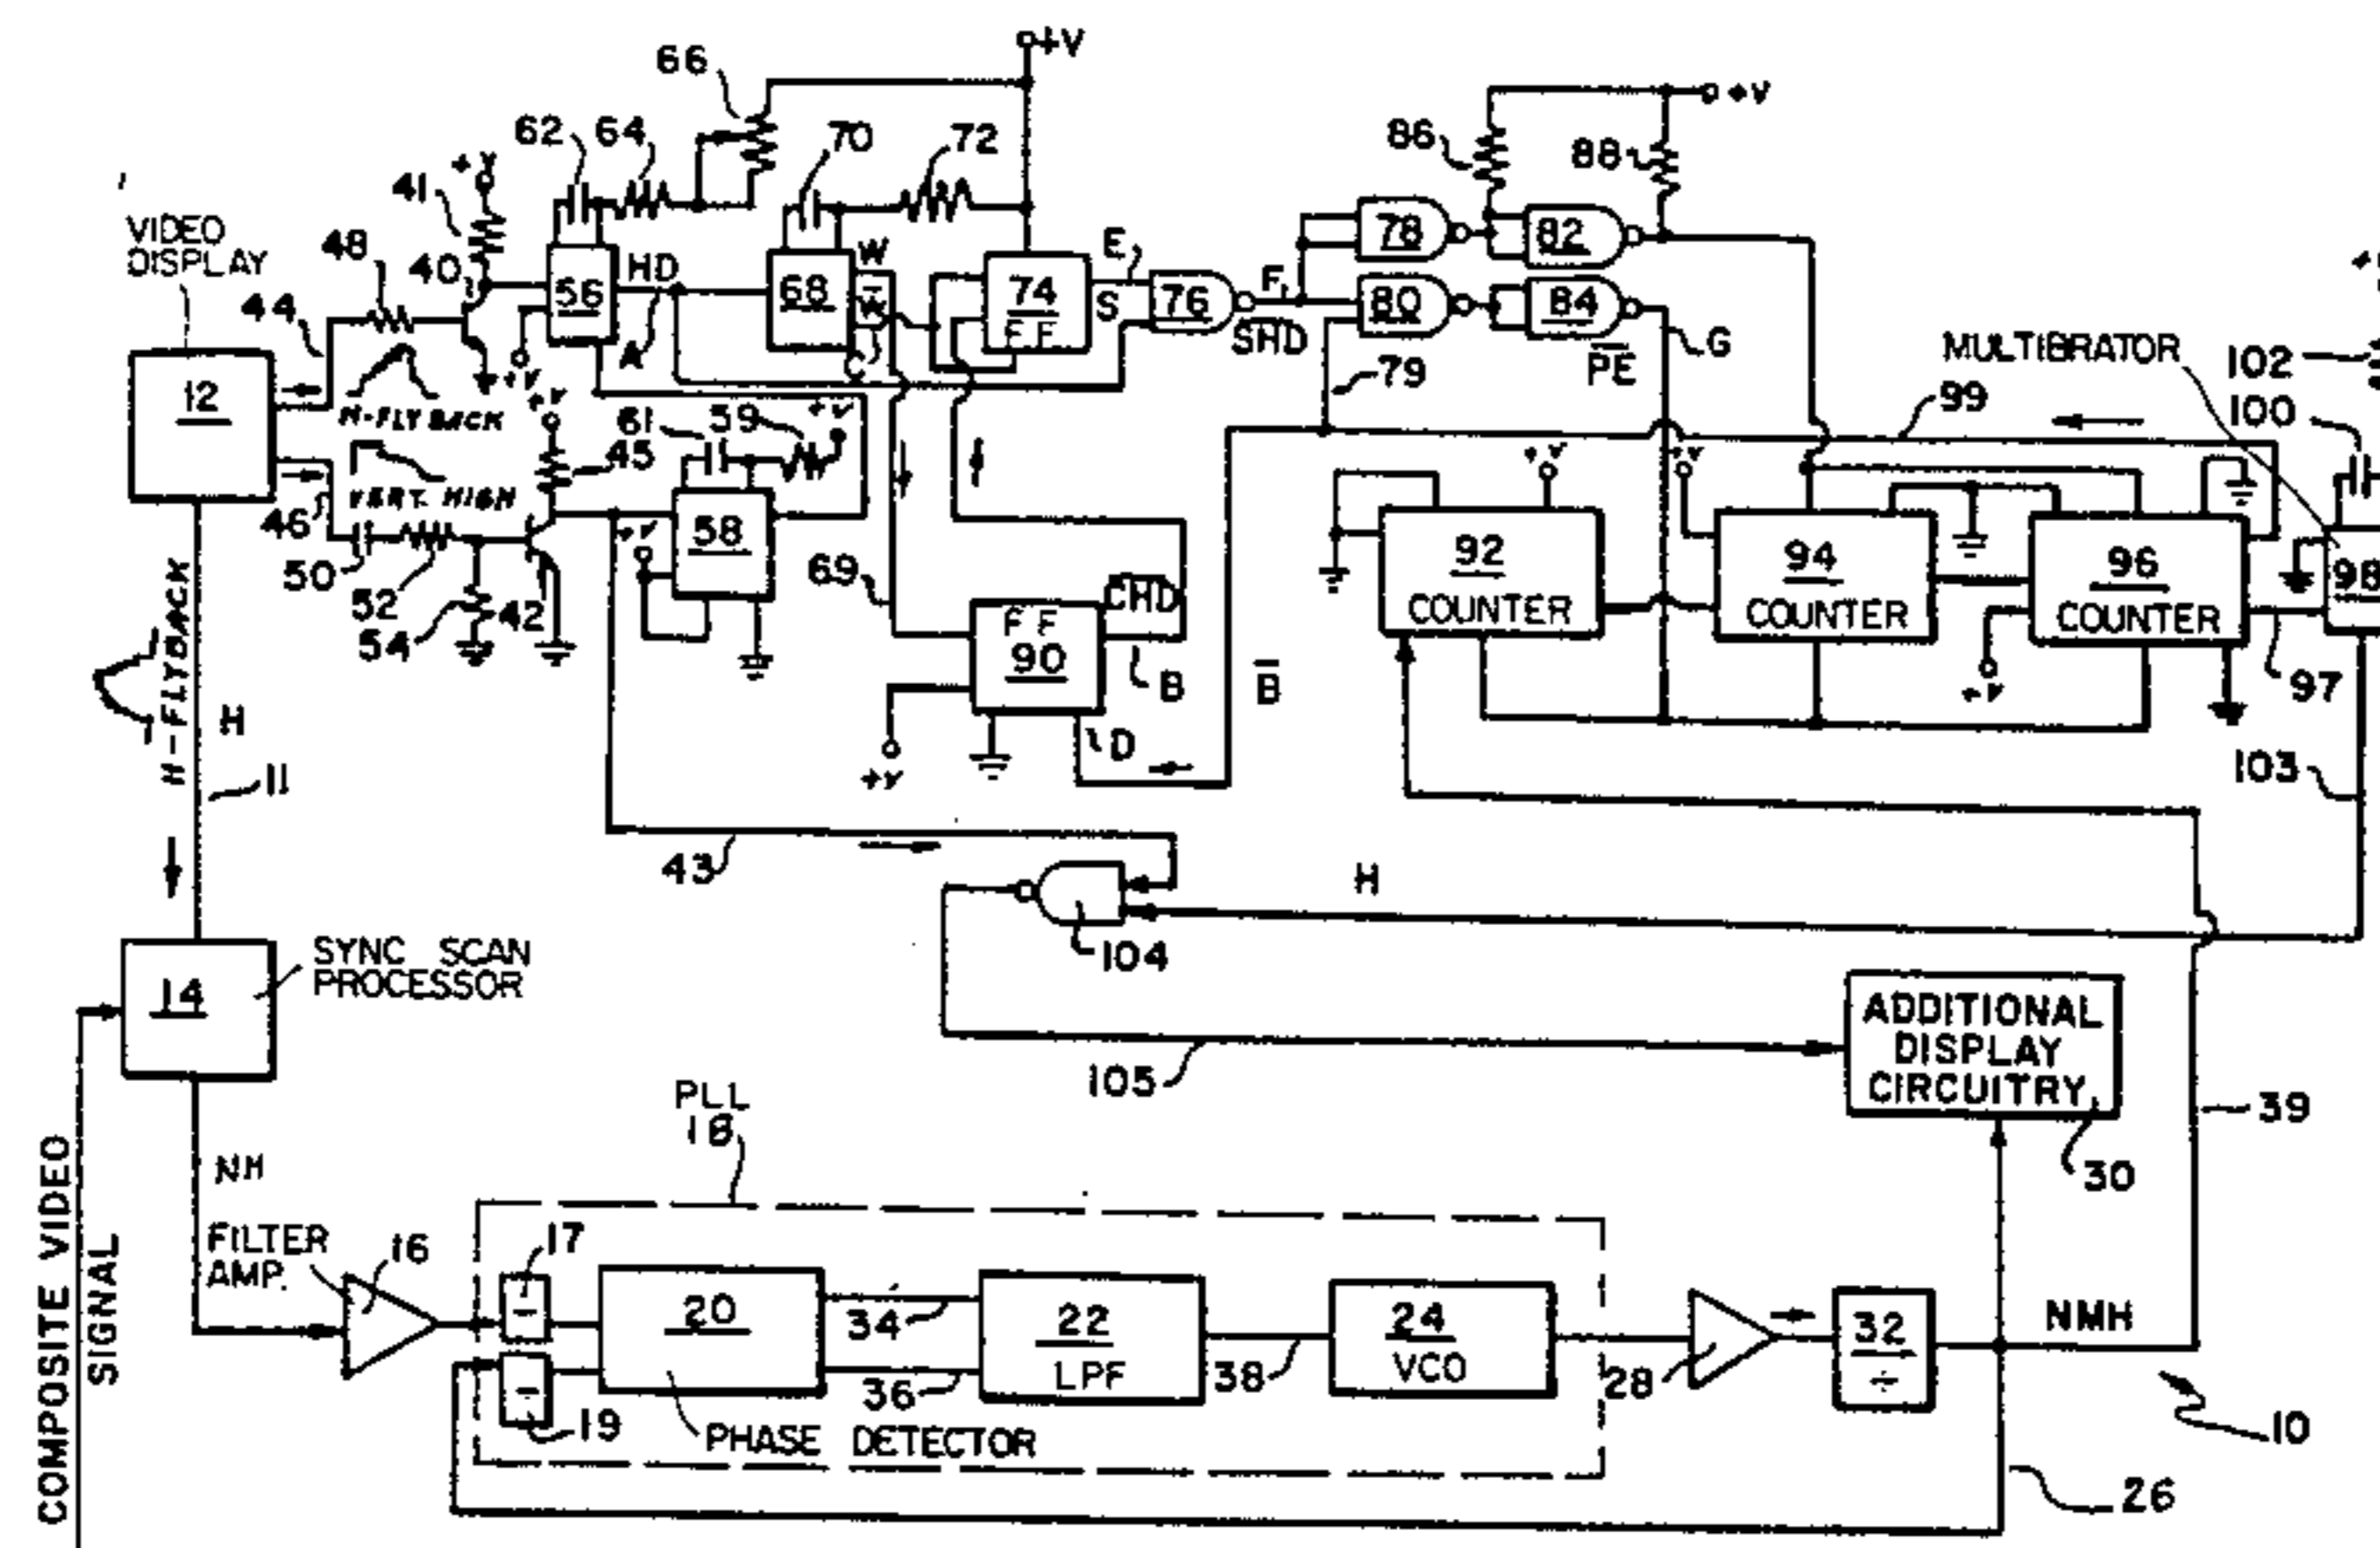 +V
66
+V
62
64
70
72
86
88
+V
41
VIDEO
DISPLAY
48
40
44
HD
56
W
W̅
68
74
FF
E
S
76
F
S̅H̅D̅
78
82
80
84
P̅E̅
G
79
12
+V
A
C
H-FLYBACK
+V
45
61
59
+V
MULTIBRATOR
99
102
100
VERT. HIGH
46
50
52
54
42
+V
58
69
C̅H̅D̅
FF
90
B
B̅
D
+V
+V
+V
92
COUNTER
94
COUNTER
96
COUNTER
98
+V
97
103
H-FLYBACK
H
11
43
H
104
SYNC SCAN
PROCESSOR
14
105
ADDITIONAL
DISPLAY
CIRCUITRY
39
30
COMPOSITE VIDEO
SIGNAL
NH
PLL
18
FILTER
AMP.
16
17
÷
20
34
22
LPF
38
24
VCO
28
32
÷
NMH
÷
19
36
PHASE DETECTOR
10
26